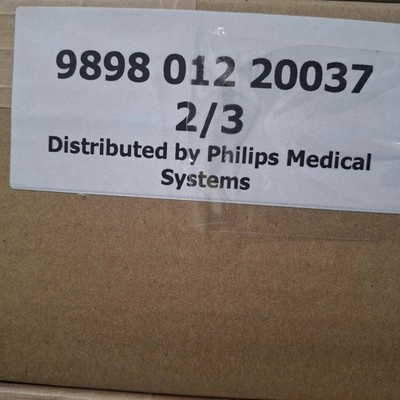 9898 012 20037
2/3
Distributed by Philips Medical
Systems